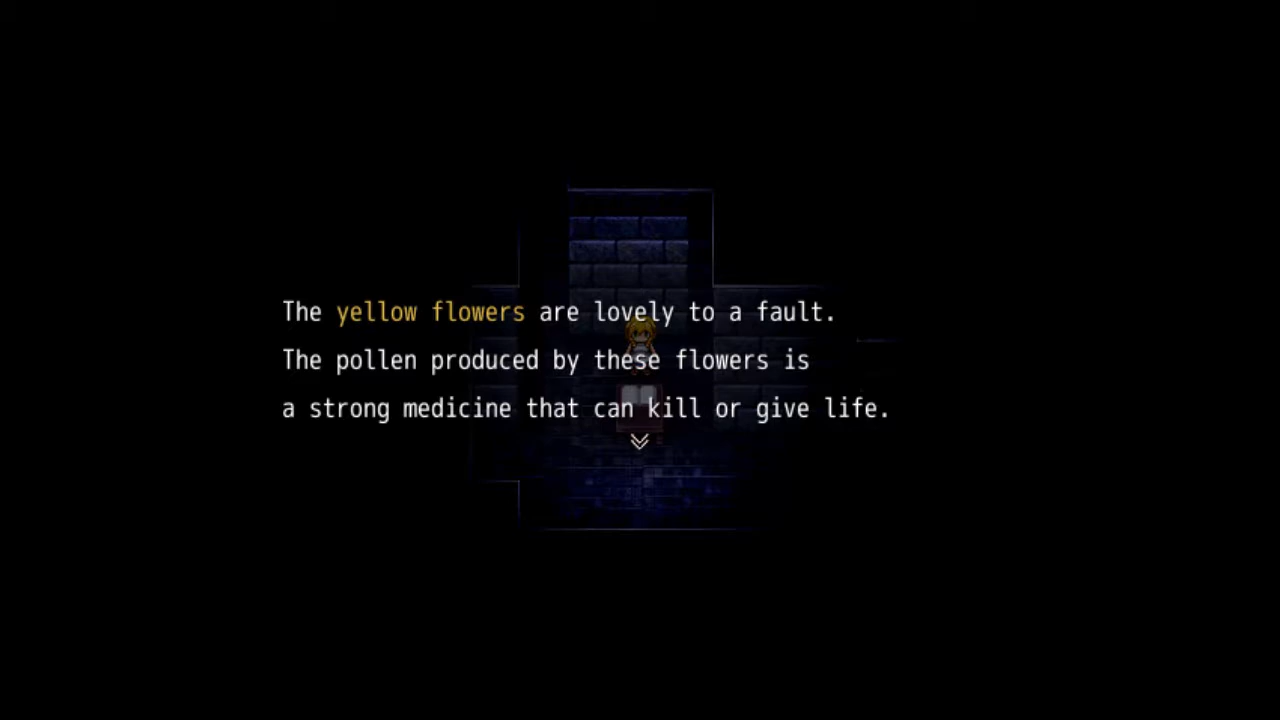 The yellow flowers are lovely to a fault.
The pollen produced by these flowers is
a strong medicine that can kill or give life.